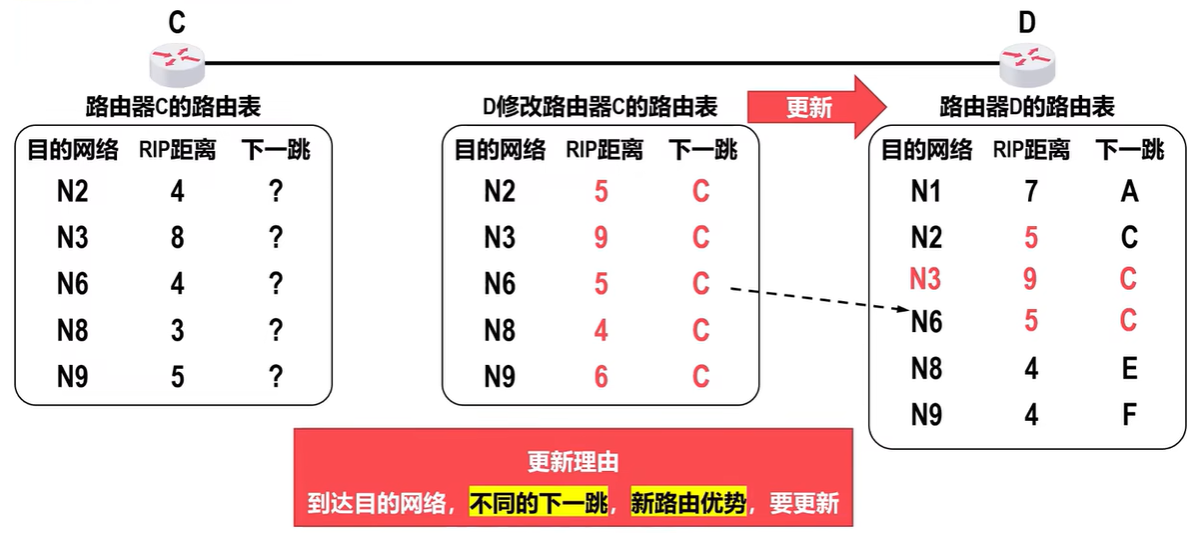 C
D
路由器C的路由表
D修改路由器C的路由表
更新
路由器D的路由表
目的网络 RIP距离 下一跳
N2 4 ?
N3 8 ?
N6 4 ?
N8 3 ?
N9 5 ?
目的网络 RIP距离 下一跳
N2 5 C
N3 9 C
N6 5 C
N8 4 C
N9 6 C
目的网络 RIP距离 下一跳
N1 7 A
N2 5 C
N3 9 C
N6 5 C
N8 4 E
N9 4 F
更新理由
到达目的网络，不同的下一跳，新路由优势，要更新